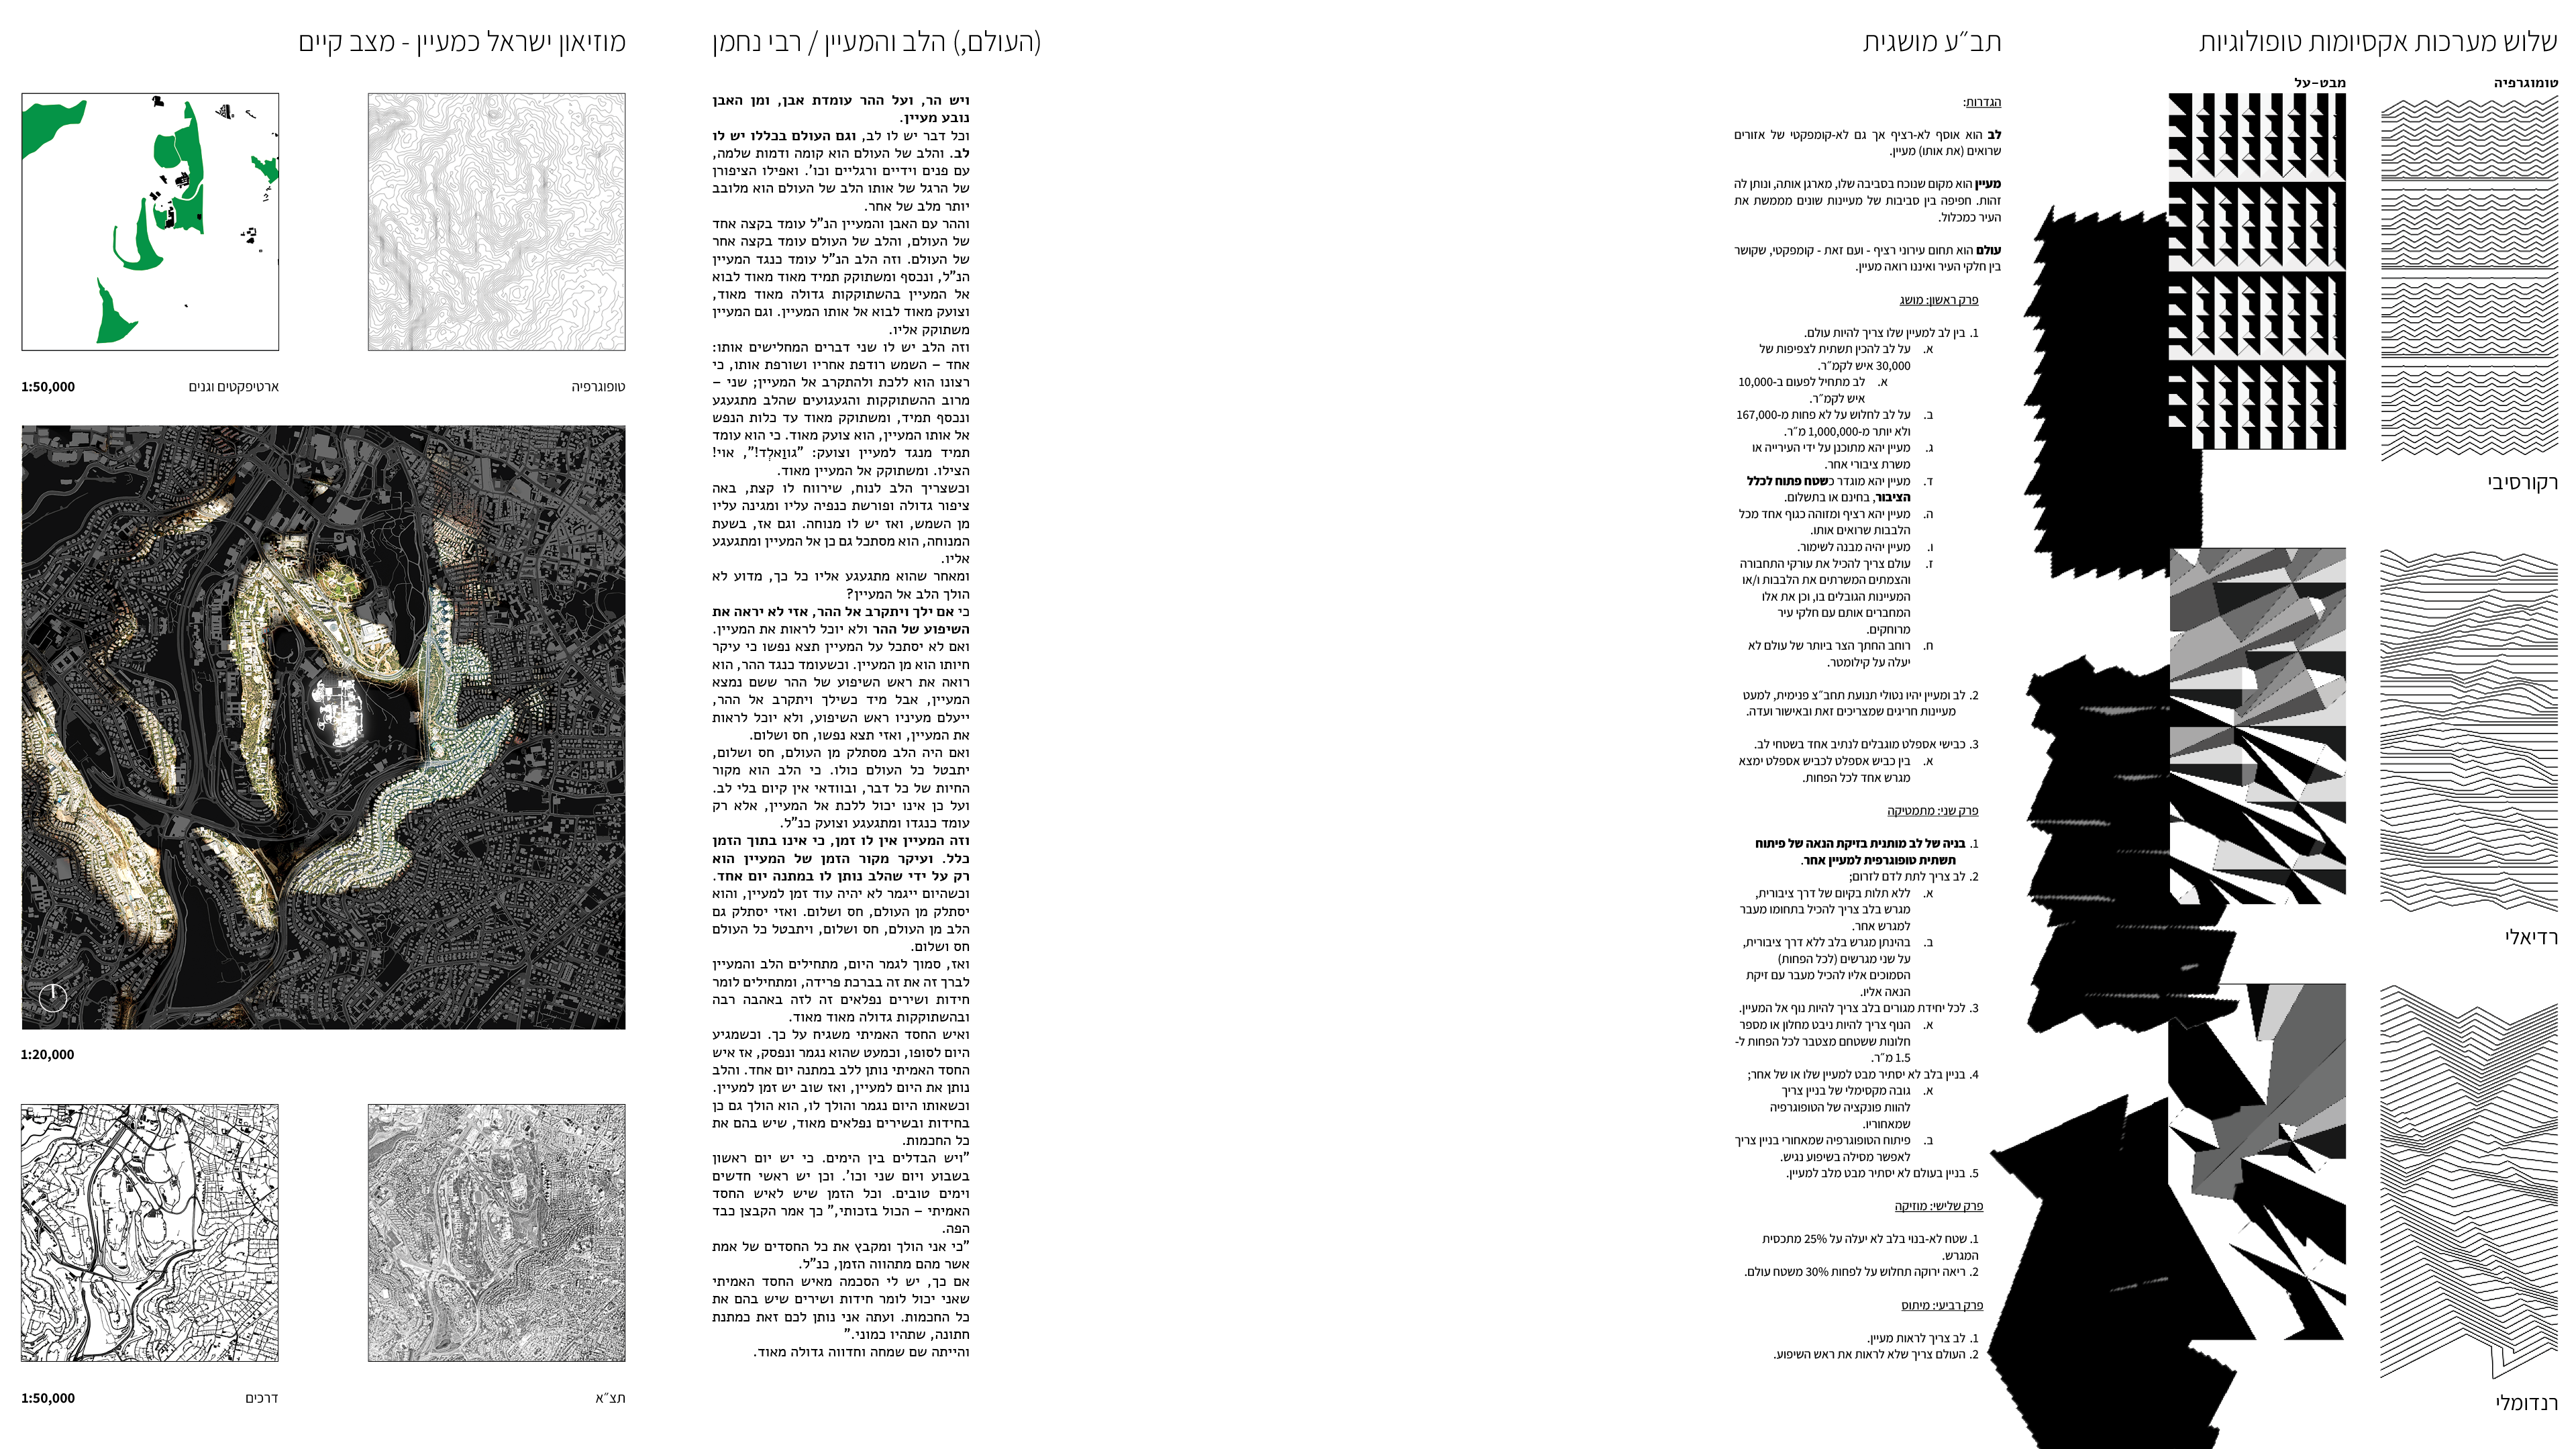 שלוש מערכות אקסיומות טופולוגיות
טומוגרפיה
מבט-על
רקורסיבי
רדיאלי
רנדומלי
תב״ע מושגית
הגדרות:
לב הוא אוסף לא-רציף אך גם לא-קומפקטי של אזורים
שרואים (את אותו) מעיין.
מעיין הוא מקום שנוכח בסביבה שלו, מארגן אותה, ונותן לה
זהות. חפיפה בין סביבות של מעיינות שונים מממשת את
העיר כמכלול.
עולם הוא תחום עירוני רציף - ועם זאת - קומפקטי, שקושר
בין חלקי העיר ואיננו רואה מעיין.
פרק ראשון: מושג
1. בין לב למעיין שלו צריך להיות עולם.
א. על לב להכין תשתית לצפיפות של
30,000 איש לקמ״ר.
א. לב מתחיל לפעום ב-10,000
איש לקמ״ר.
ב. על לב לחלוש על לא פחות מ-167,000
ולא יותר מ-1,000,000 מ״ר.
ג. מעיין יהא מתוכנן על ידי העירייה או
משרת ציבורי אחר.
ד. מעיין יהא מוגדר כשטח פתוח לכלל
הציבור, בחינם או בתשלום.
ה. מעיין יהא רציף ומזוהה כגוף אחד מכל
הלבבות שרואים אותו.
ו. מעיין יהיה מבנה לשימור.
ז. עולם צריך להכיל את עורקי התחבורה
והצמתים המשרתים את הלבבות ו/או
המעיינות הגובלים בו, וכן את אלו
המחברים אותם עם חלקי עיר
מרוחקים.
ח. רוחב החתך הצר ביותר של עולם לא
יעלה על קילומטר.
2. לב ומעיין יהיו נטולי תנועת תחב״צ פנימית, למעט
מעיינות חריגים שמצריכים זאת ובאישור ועדה.
3. כבישי אספלט מוגבלים לנתיב אחד בשטחי לב.
א. בין כביש אספלט לכביש אספלט ימצא
מגרש אחד לכל הפחות.
פרק שני: מתמטיקה
1. בניה של לב מותנית בזיקת הנאה של פיתוח
תשתית טופוגרפית למעיין אחר.
2. לב צריך לתת לדם לזרום;
א. ללא תלות בקיום של דרך ציבורית,
מגרש בלב צריך להכיל בתחומו מעבר
למגרש אחר.
ב. בהינתן מגרש בלב ללא דרך ציבורית,
על שני מגרשים (לכל הפחות)
הסמוכים אליו להכיל מעבר עם זיקת
הנאה אליו.
3. לכל יחידת מגורים בלב צריך להיות נוף אל המעיין.
א. הנוף צריך להיות ניבט מחלון או מספר
חלונות ששטחם מצטבר לכל הפחות ל-
1.5 מ״ר.
4. בניין בלב לא יסתיר מבט למעיין שלו או של אחר;
א. גובה מקסימלי של בניין צריך
להוות פונקציה של הטופוגרפיה
שמאחוריו.
ב. פיתוח הטופוגרפיה שמאחורי בניין צריך
לאפשר מסילה בשיפוע נגיש.
5. בניין בעולם לא יסתיר מבט מלב למעיין.
פרק שלישי: מוזיקה
1. שטח לא-בנוי בלב לא יעלה על 25% מתכסית
המגרש.
2. ריאה ירוקה תחלוש על לפחות 30% משטח עולם.
פרק רביעי: מיתוס
1. לב צריך לראות מעיין.
2. העולם צריך שלא לראות את ראש השיפוע.
(העולם,) הלב והמעיין / רבי נחמן
ויש הר, ועל ההר עומדת אבן, ומן האבן
נובע מעיין.
וכל דבר יש לו לב, וגם העולם בכללו יש לו
לב. והלב של העולם הוא קומה ודמות שלמה,
עם פנים וידיים ורגליים וכו'. ואפילו הציפורן
של הרגל של אותו הלב של העולם הוא מלובב
יותר מלב של אחר.
וההר עם האבן והמעיין הנ"ל עומד בקצה אחד
של העולם, והלב של העולם עומד בקצה אחר
של העולם. וזה הלב הנ"ל עומד כנגד המעיין
הנ"ל, ונכסף ומשתוקק תמיד מאוד מאוד לבוא
אל המעיין בהשתוקקות גדולה מאוד מאוד,
וצועק מאוד לבוא אל אותו המעיין. וגם המעיין
משתוקק אליו.
וזה הלב יש לו שני דברים המחלישים אותו:
אחד – השמש רודפת אחריו ושורפת אותו, כי
רצונו הוא ללכת ולהתקרב אל המעיין; שני –
מרוב ההשתוקקות והגעגועים שהלב מתגעגע
ונכסף תמיד, ומשתוקק מאוד עד כלות הנפש
אל אותו המעיין, הוא צועק מאוד. כי הוא עומד
תמיד מנגד למעיין וצועק: "גוואַלְד!", אוי!
הצילו. ומשתוקק אל המעיין מאוד.
וכשצריך הלב לנוח, שירווח לו קצת, באה
ציפור גדולה ופורשת כנפיה עליו ומגינה עליו
מן השמש, ואז יש לו מנוחה. וגם אז, בשעת
המנוחה, הוא מסתכל גם כן אל המעיין ומתגעגע
אליו.
ומאחר שהוא מתגעגע אליו כל כך, מדוע לא
הולך הלב אל המעיין?
כי אם ילך ויתקרב אל ההר, אזי לא יראה את
השיפוע של ההר ולא יוכל לראות את המעיין.
ואם לא יסתכל על המעיין תצא נפשו כי עיקר
חיותו הוא מן המעיין. וכשעומד כנגד ההר, הוא
רואה את ראש השיפוע של ההר ששם נמצא
המעיין, אבל מיד כשילך ויתקרב אל ההר,
ייעלם מעיניו ראש השיפוע, ולא יוכל לראות
את המעיין, ואזי תצא נפשו, חס ושלום.
ואם היה הלב מסתלק מן העולם, חס ושלום,
יתבטל כל העולם כולו. כי הלב הוא מקור
החיות של כל דבר, ובוודאי אין קיום בלי לב.
ועל כן אינו יכול ללכת אל המעיין, אלא רק
עומד כנגדו ומתגעגע וצועק כנ"ל.
וזה המעיין אין לו זמן, כי אינו בתוך הזמן
כלל. ועיקר מקור הזמן של המעיין הוא
רק על ידי שהלב נותן לו במתנה יום אחד.
וכשהיום ייגמר לא יהיה עוד זמן למעיין, והוא
יסתלק מן העולם, חס ושלום. ואזי יסתלק גם
הלב מן העולם, חס ושלום, ויתבטל כל העולם
חס ושלום.
ואז, סמוך לגמר היום, מתחילים הלב והמעיין
לברך זה את זה בברכת פרידה, ומתחילים לומר
חידות ושירים נפלאים זה לזה באהבה רבה
ובהשתוקקות גדולה מאוד מאוד.
ואיש החסד האמיתי משגיח על כך. וכשמגיע
היום לסופו, וכמעט שהוא נגמר ונפסק, אז איש
החסד האמיתי נותן ללב במתנה יום אחד. והלב
נותן את היום למעיין, ואז שוב יש זמן למעיין.
וכשאותו היום נגמר והולך לו, הוא הולך גם כן
בחידות ובשירים נפלאים מאוד, שיש בהם את
כל החכמות.
"ויש הבדלים בין הימים. כי יש יום ראשון
בשבוע ויום שני וכו'. וכן יש ראשי חדשים
וימים טובים. וכל הזמן שיש לאיש החסד
האמיתי – הכול בזכותי," כך אמר הקבצן כבד
הפה.
"כי אני הולך ומקבץ את כל החסדים של אמת
אשר מהם מתהווה הזמן, כנ"ל.
אם כך, יש לי הסכמה מאיש החסד האמיתי
שאני יכול לומר חידות ושירים שיש בהם את
כל החכמות. ועתה אני נותן לכם זאת כמתנת
חתונה, שתהיו כמוני."
והייתה שם שמחה וחדווה גדולה מאוד.
מוזיאון ישראל כמעיין - מצב קיים
טופוגרפיה
ארטיפקטים וגנים
1:50,000
1:20,000
תצ״א
דרכים
1:50,000